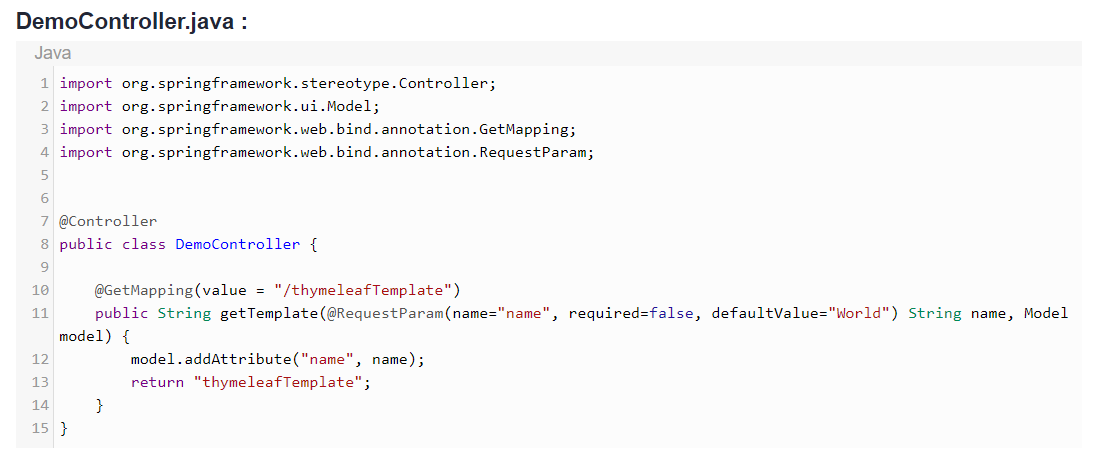 DemoController.java :
Java
1 import org.springframework.stereotype.Controller;
2 import org.springframework.ui.Model;
3 import org.springframework.web.bind.annotation.GetMapping;
4 import org.springframework.web.bind.annotation.RequestParam;
5
6
7 @Controller
8 public class DemoController {
9
10     @GetMapping(value = "/thymeleafTemplate")
11     public String getTemplate(@RequestParam(name="name", required=false, defaultValue="World") String name, Model
model) {
12         model.addAttribute("name", name);
13         return "thymeleafTemplate";
14     }
15 }